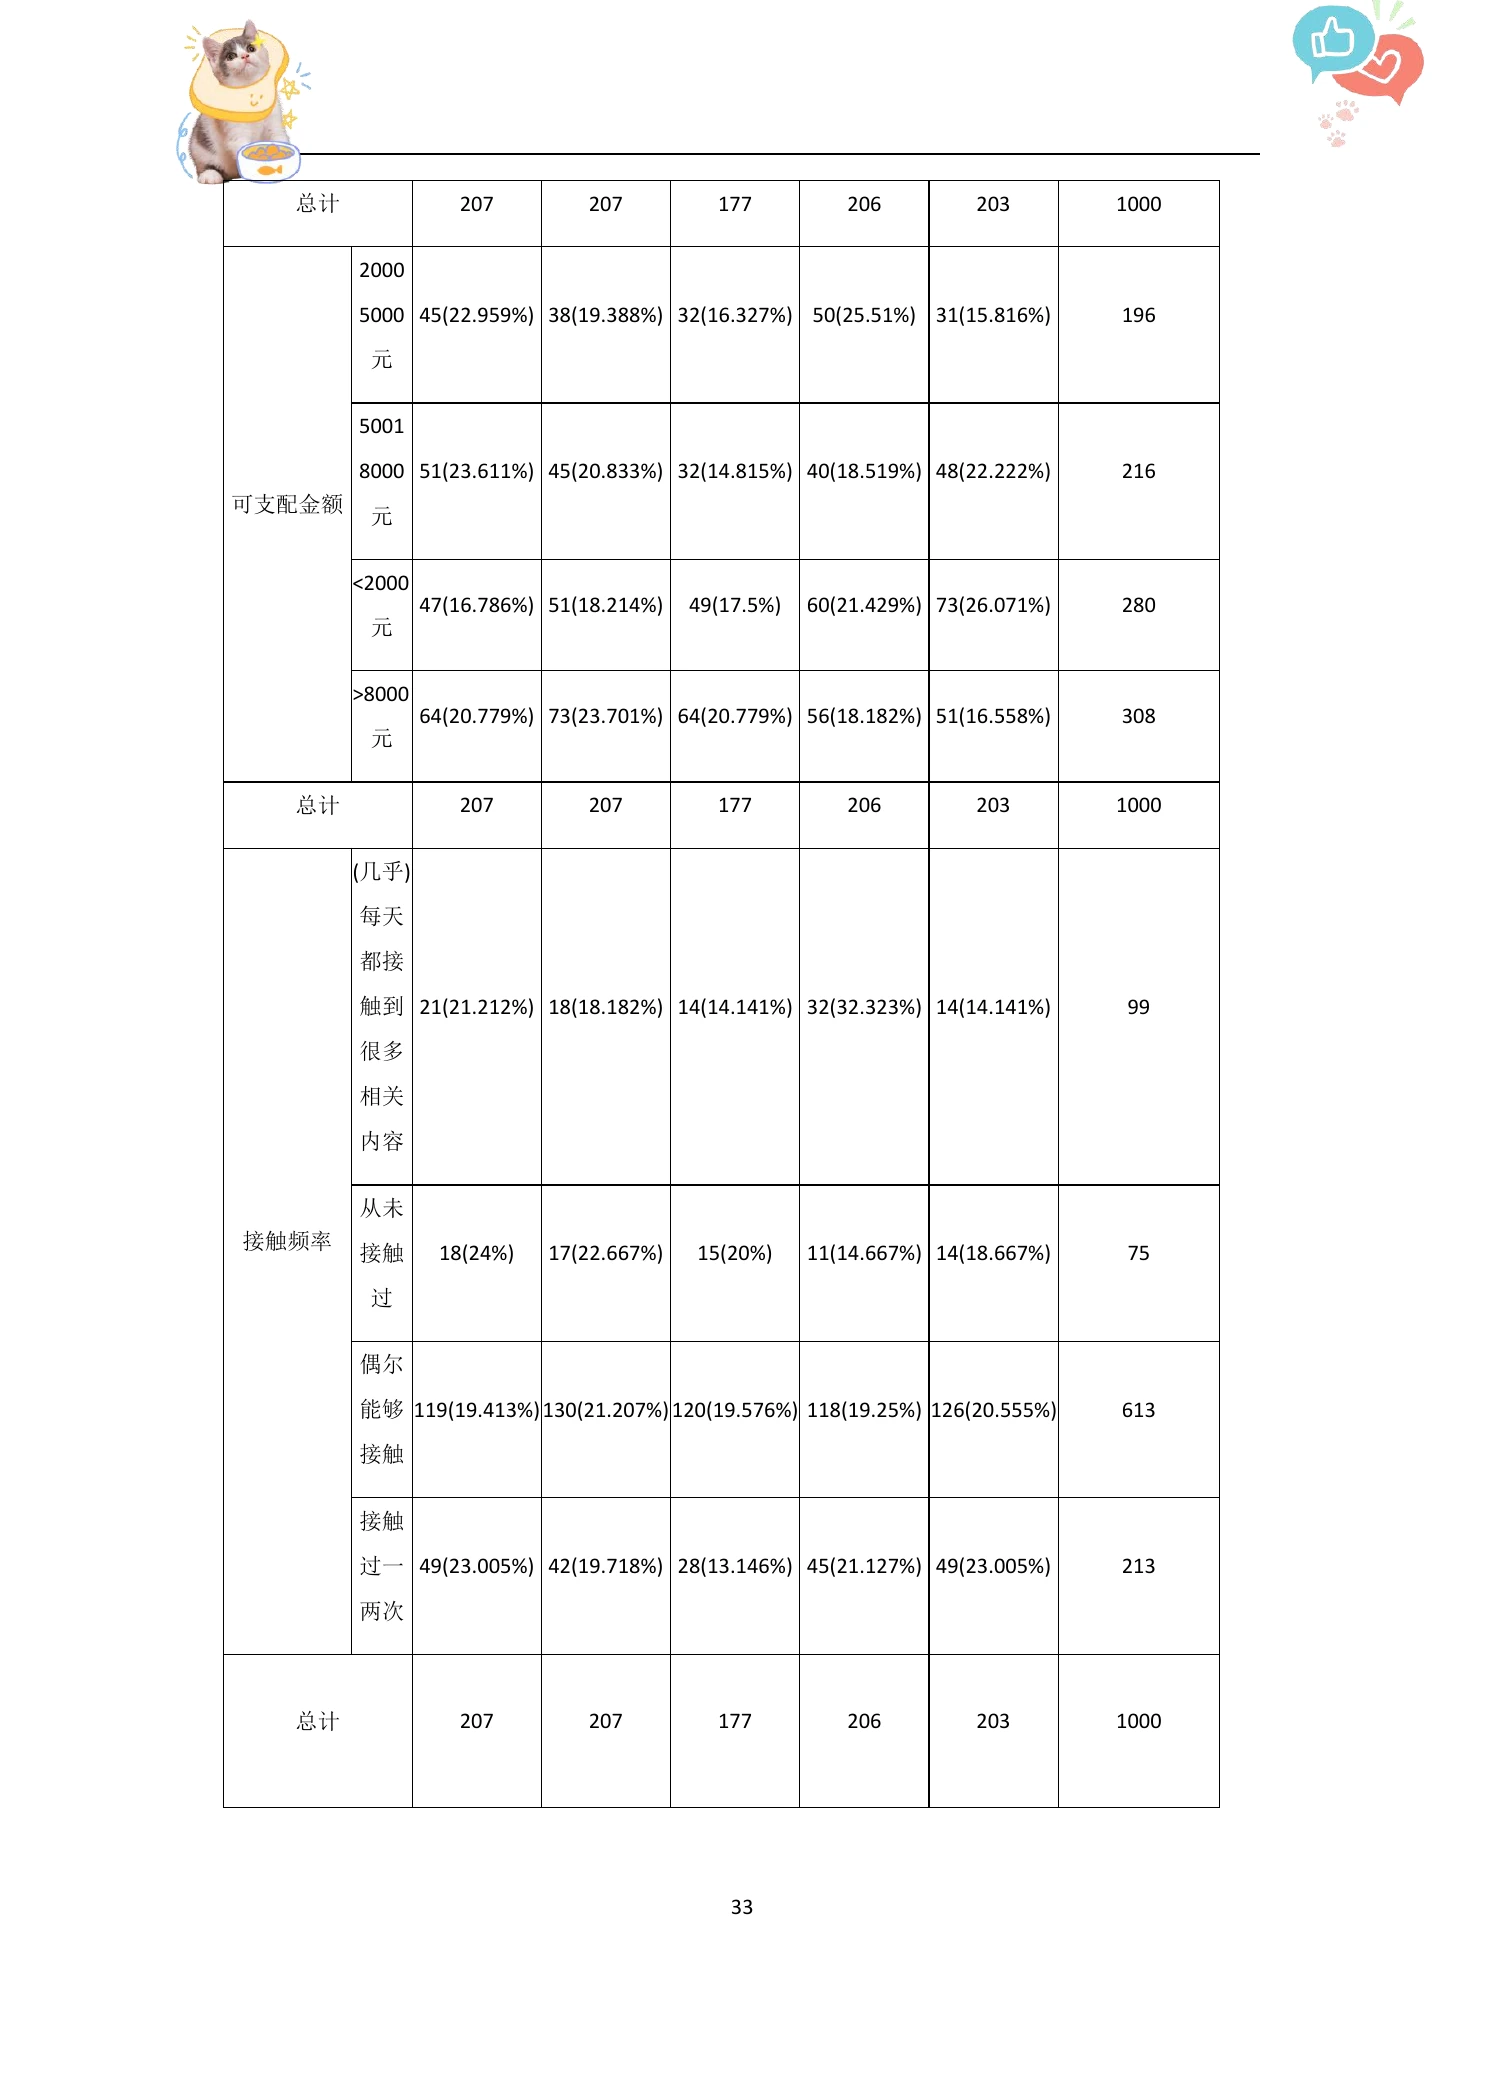 总计 207 207 177 206 203 1000
可支配金额
2000
5000
元
45(22.959%) 38(19.388%) 32(16.327%) 50(25.51%) 31(15.816%) 196
5001
8000
元
51(23.611%) 45(20.833%) 32(14.815%) 40(18.519%) 48(22.222%) 216
<2000
元
47(16.786%) 51(18.214%) 49(17.5%) 60(21.429%) 73(26.071%) 280
>8000
元
64(20.779%) 73(23.701%) 64(20.779%) 56(18.182%) 51(16.558%) 308
总计 207 207 177 206 203 1000
接触频率
(几乎)
每天
都接
触到
很多
相关
内容
21(21.212%) 18(18.182%) 14(14.141%) 32(32.323%) 14(14.141%) 99
从未
接触
过
18(24%) 17(22.667%) 15(20%) 11(14.667%) 14(18.667%) 75
偶尔
能够
接触
119(19.413%) 130(21.207%) 120(19.576%) 118(19.25%) 126(20.555%) 613
接触
过一
两次
49(23.005%) 42(19.718%) 28(13.146%) 45(21.127%) 49(23.005%) 213
总计 207 207 177 206 203 1000
33